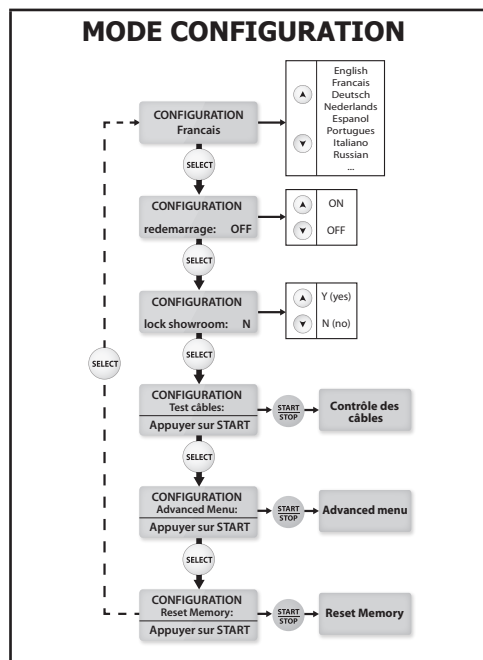 MODE CONFIGURATION
CONFIGURATION
Francais
English
Francais
Deutsch
Nederlands
Espanol
Portugues
Italiano
Russian
...
SELECT
CONFIGURATION
redemarrage: OFF
ON
OFF
SELECT
CONFIGURATION
lock showroom: N
Y (yes)
N (no)
SELECT
SELECT
CONFIGURATION
Test câbles:
Appuyer sur START
START
STOP
Contrôle des
câbles
SELECT
CONFIGURATION
Advanced Menu:
Appuyer sur START
START
STOP
Advanced menu
SELECT
CONFIGURATION
Reset Memory:
Appuyer sur START
START
STOP
Reset Memory